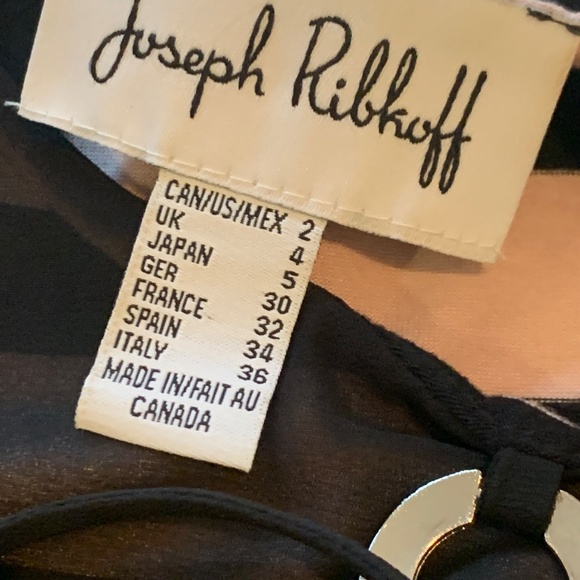 Joseph Ribkoff
CAN/US/MEX 2
UK 4
JAPAN 5
GER 30
FRANCE 32
SPAIN 34
ITALY 36
MADE IN/FAIT AU
CANADA